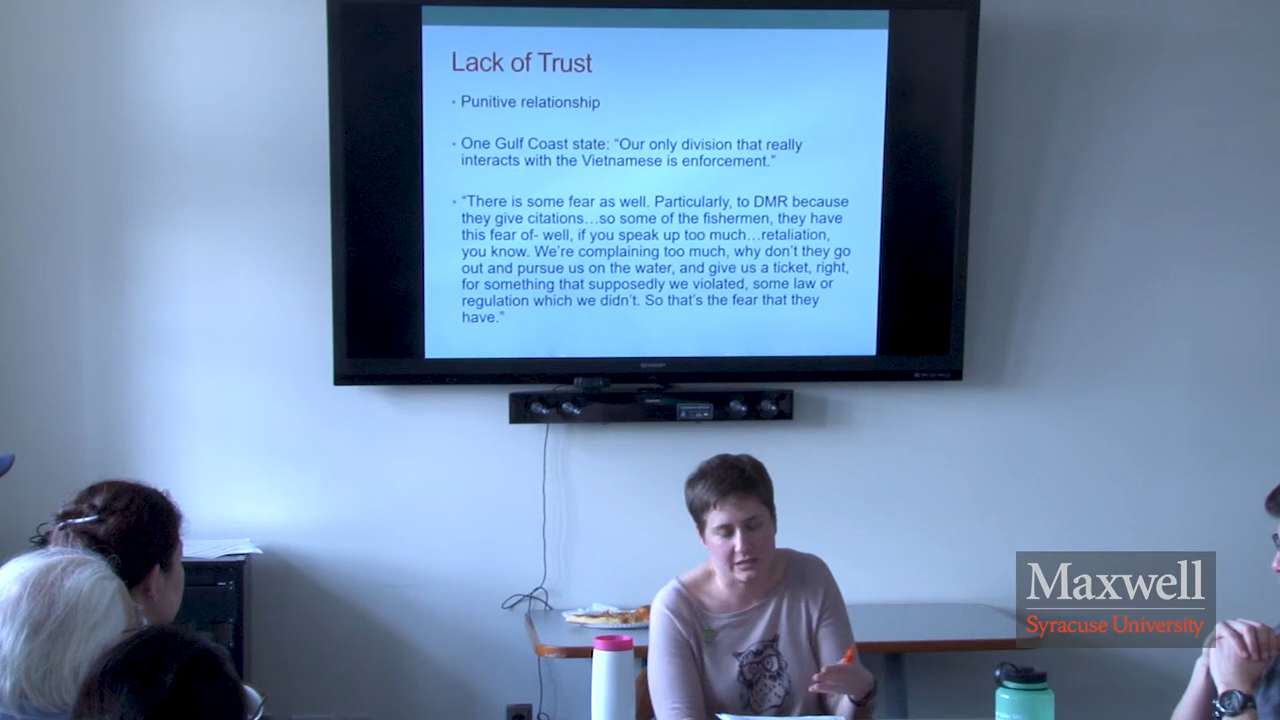 Lack of Trust
• Punitive relationship
• One Gulf Coast state: “Our only division that really
interacts with the Vietnamese is enforcement.”
• “There is some fear as well. Particularly, to DMR because
they give citations…so some of the fishermen, they have
this fear of- well, if you speak up too much…retaliation,
you know. We’re complaining too much, why don’t they go
out and pursue us on the water, and give us a ticket, right,
for something that supposedly we violated, some law or
regulation which we didn’t. So that’s the fear that they
have.”
SHARP
Maxwell
Syracuse University